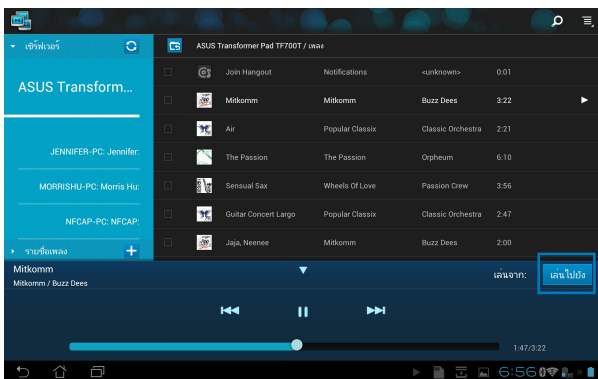 เซิร์ฟเวอร์
ASUS Transformer Pad TF700T / เพลง
ASUS Transform...
JENNIFER-PC: Jennifer:
MORRISHU-PC: Morris Hu:
NFCAP-PC: NFCAP:
รายชื่อเพลง
Join Hangout Notifications <unknown> 0:01
Mitkomm Mitkomm Buzz Dees 3:22
Air Popular Classix Classic Orchestra 2:21
The Passion The Passion Orpheum 6:10
Sensual Sax Wheels Of Love Passion Crew 3:56
Guitar Concert Largo Popular Classix Classic Orchestra 2:47
Jaja, Neenee Mitkomm Buzz Dees 2:00
Mitkomm
Mitkomm / Buzz Dees
เล่นจาก: เล่นไปยัง
1:47/3:22
6:56